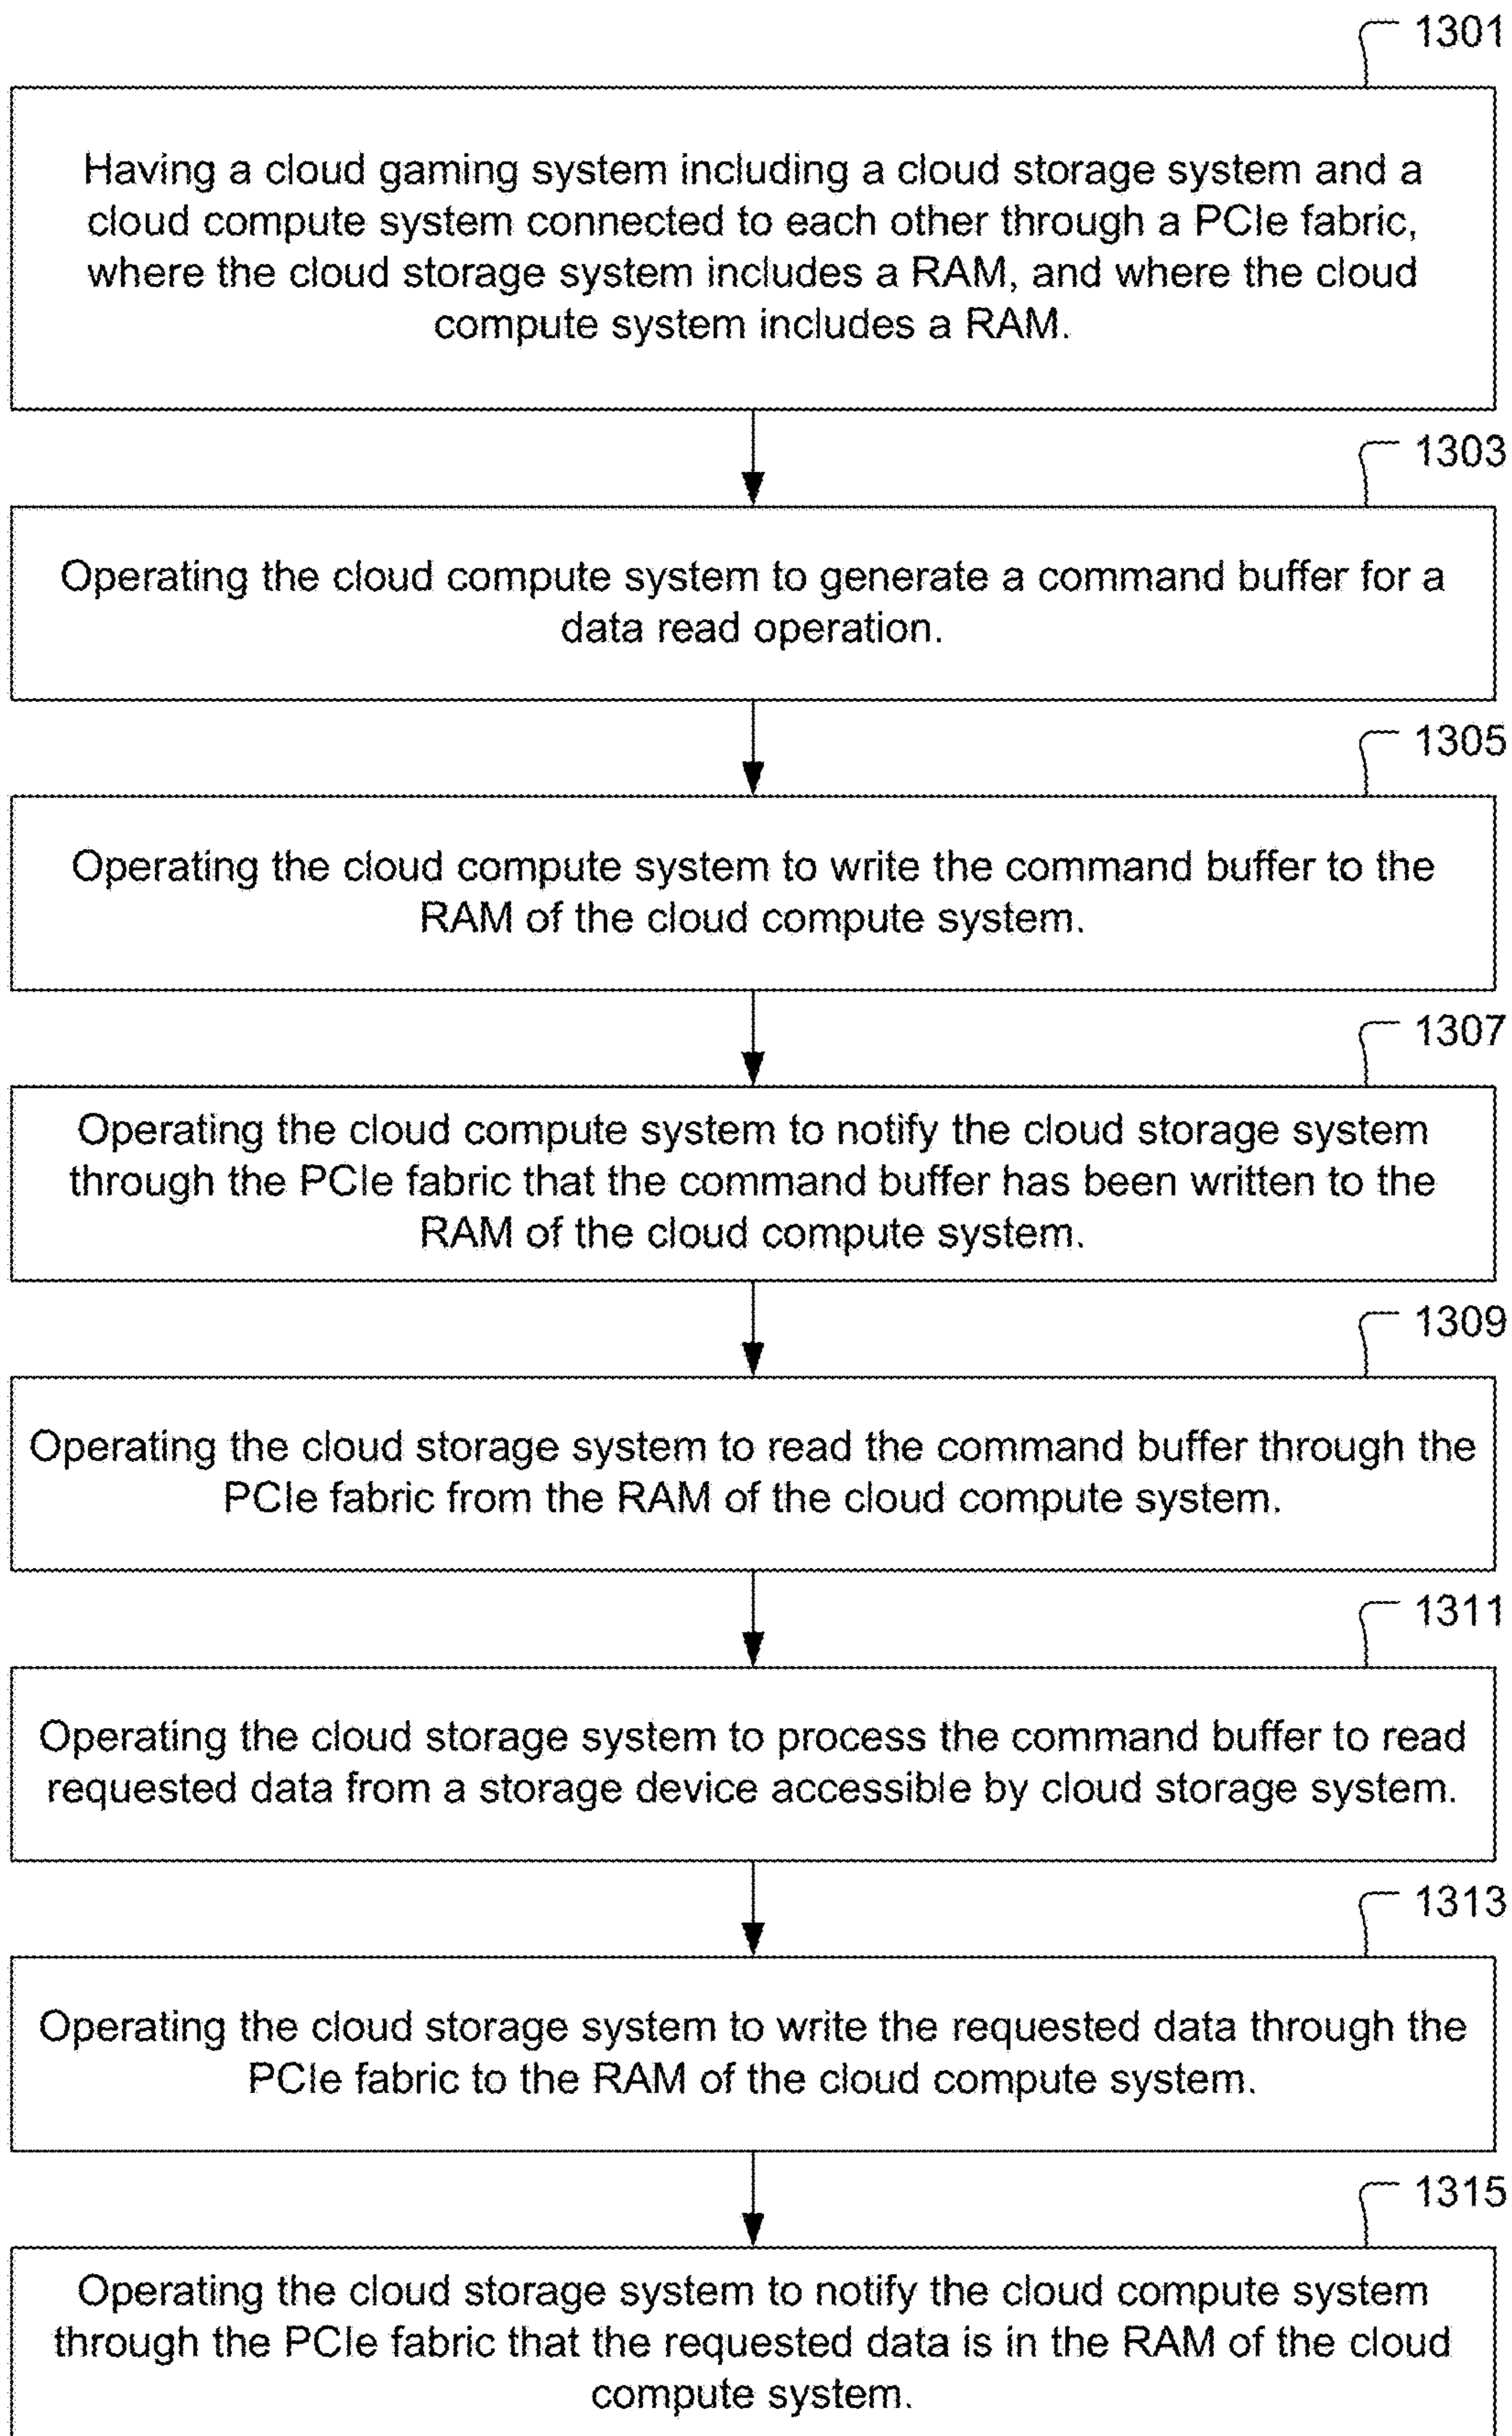 1301
Having a cloud gaming system including a cloud storage system and a
cloud compute system connected to each other through a PCIe fabric,
where the cloud storage system includes a RAM, and where the cloud
compute system includes a RAM.
1303
Operating the cloud compute system to generate a command buffer for a
data read operation.
1305
Operating the cloud compute system to write the command buffer to the
RAM of the cloud compute system.
1307
Operating the cloud compute system to notify the cloud storage system
through the PCIe fabric that the command buffer has been written to the
RAM of the cloud compute system.
1309
Operating the cloud storage system to read the command buffer through the
PCIe fabric from the RAM of the cloud compute system.
1311
Operating the cloud storage system to process the command buffer to read
requested data from a storage device accessible by cloud storage system.
1313
Operating the cloud storage system to write the requested data through the
PCIe fabric to the RAM of the cloud compute system.
1315
Operating the cloud storage system to notify the cloud compute system
through the PCIe fabric that the requested data is in the RAM of the cloud
compute system.